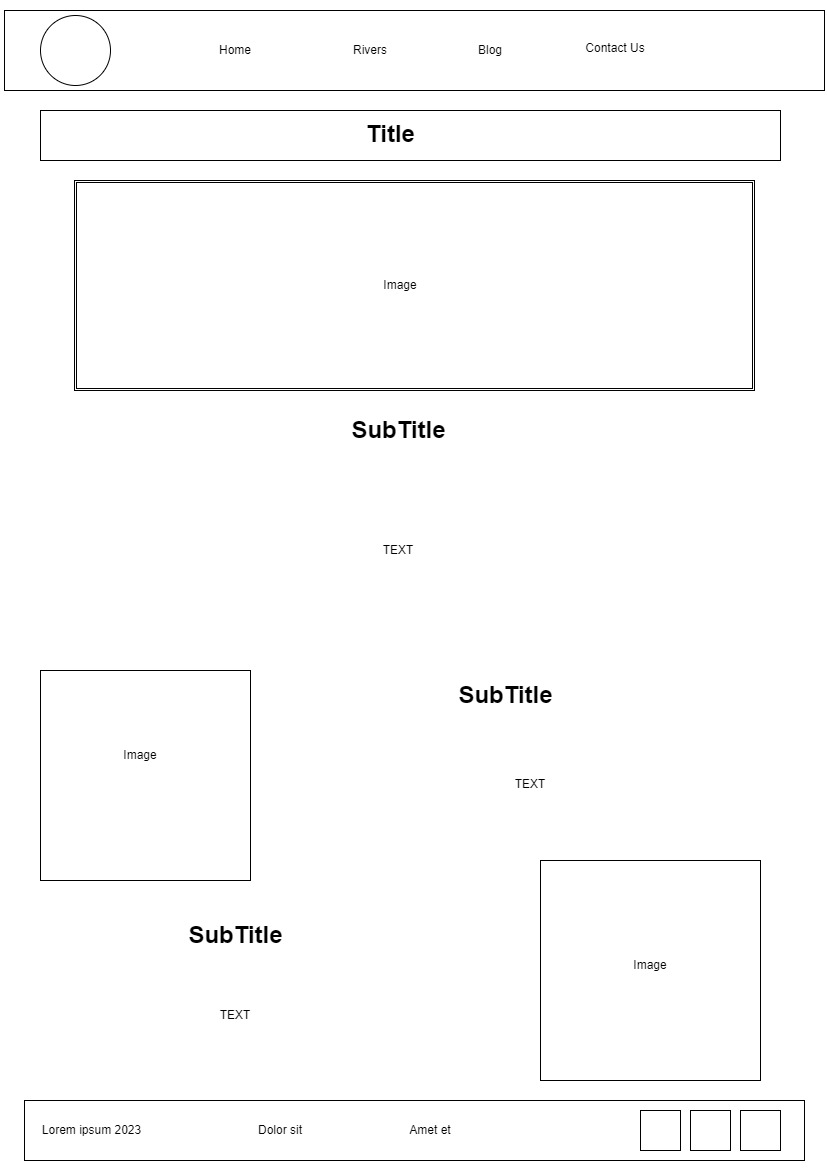 Home Rivers Blog Contact Us
Title
Image
SubTitle
TEXT
Image
SubTitle
TEXT
SubTitle
TEXT
Image
Lorem ipsum 2023 Dolor sit Amet et